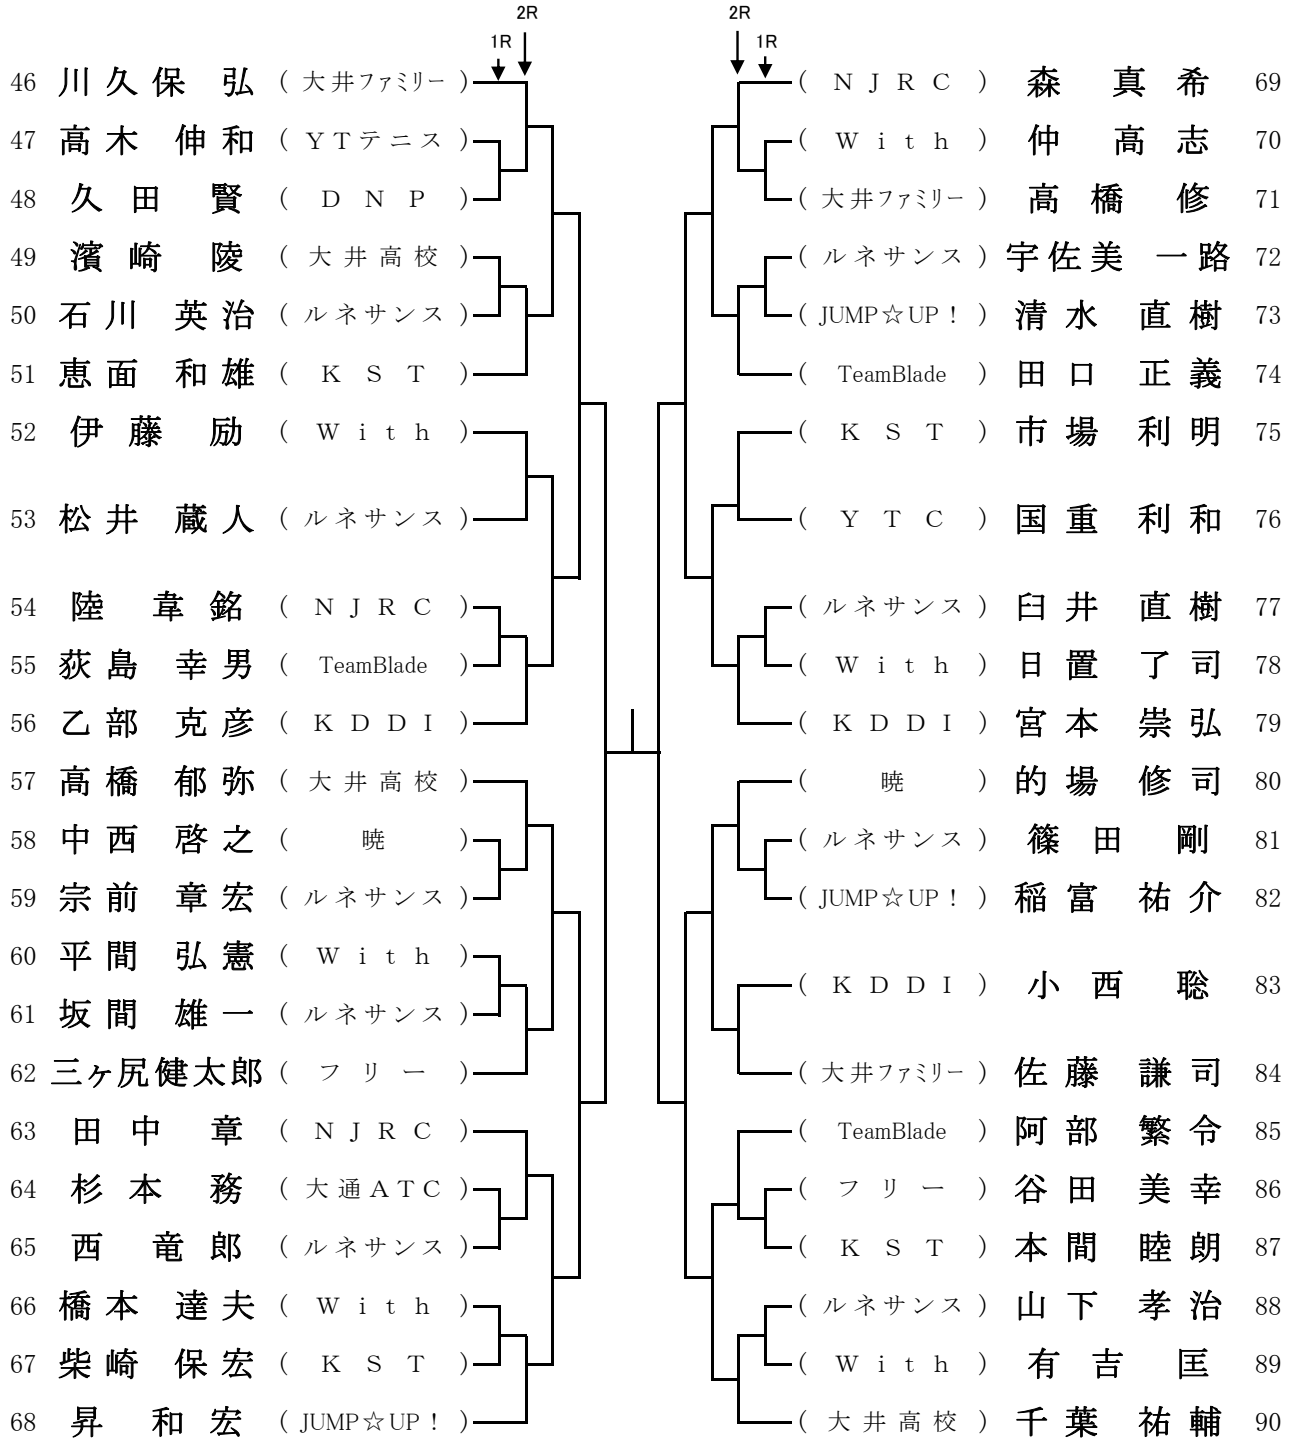 2R 2R
1R 1R
46 川久保 弘 (大井ファミリー) (NJRC) 森 真希 69
47 高木 伸和 (YTテニス) (With) 仲 高志 70
48 久田 賢 (DNP) (大井ファミリー) 高橋 修 71
49 濱崎 陵 (大井高校) (ルネサンス) 宇佐美 一路 72
50 石川 英治 (ルネサンス) (JUMP☆UP！) 清水 直樹 73
51 恵面 和雄 (KST) (TeamBlade) 田口 正義 74
52 伊藤 励 (With) (KST) 市場 利明 75
53 松井 蔵人 (ルネサンス) (YTC) 国重 利和 76
54 陸 韋銘 (NJRC) (ルネサンス) 臼井 直樹 77
55 荻島 幸男 (TeamBlade) (With) 日置 了司 78
56 乙部 克彦 (KDDI) (KDDI) 宮本 崇弘 79
57 高橋 郁弥 (大井高校) (暁) 的場 修司 80
58 中西 啓之 (暁) (ルネサンス) 篠田 剛 81
59 宗前 章宏 (ルネサンス) (JUMP☆UP！) 稲富 祐介 82
60 平間 弘憲 (With)
(KDDI) 小西 聡 83
61 坂間 雄一 (ルネサンス)
62 三ヶ尻健太郎 (フリー) (大井ファミリー) 佐藤 謙司 84
63 田中 章 (NJRC) (TeamBlade) 阿部 繁令 85
64 杉本 務 (大通ATC) (フリー) 谷田 美幸 86
65 西 竜郎 (ルネサンス) (KST) 本間 睦朗 87
66 橋本 達夫 (With) (ルネサンス) 山下 孝治 88
67 柴崎 保宏 (KST) (With) 有吉 匡 89
68 昇 和宏 (JUMP☆UP！) (大井高校) 千葉 祐輔 90